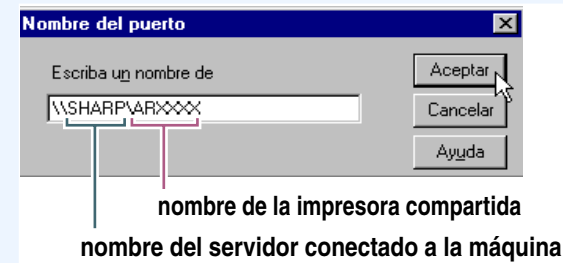 Nombre del puerto
Escriba un nombre de
\\SHARP\ARXXXX
Aceptar
Cancelar
Ayuda
nombre de la impresora compartida
nombre del servidor conectado a la máquina